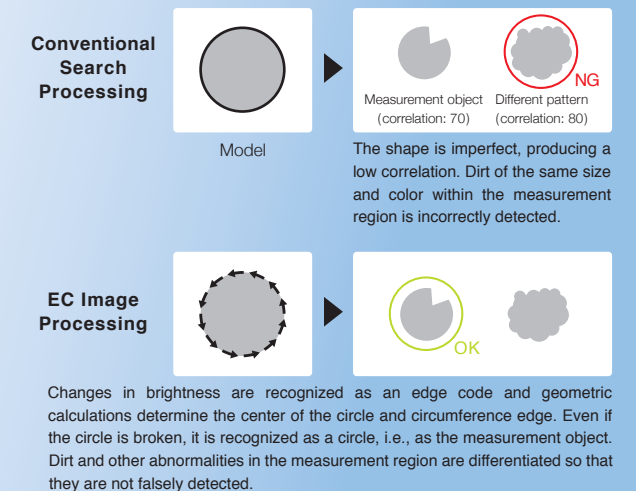 Conventional
Search
Processing
Model
NG
Measurement object
(correlation: 70)
Different pattern
(correlation: 80)
The shape is imperfect, producing a
low correlation. Dirt of the same size
and color within the measurement
region is incorrectly detected.
EC Image
Processing
OK
Changes in brightness are recognized as an edge code and geometric
calculations determine the center of the circle and circumference edge. Even if
the circle is broken, it is recognized as a circle, i.e., as the measurement object.
Dirt and other abnormalities in the measurement region are differentiated so that
they are not falsely detected.